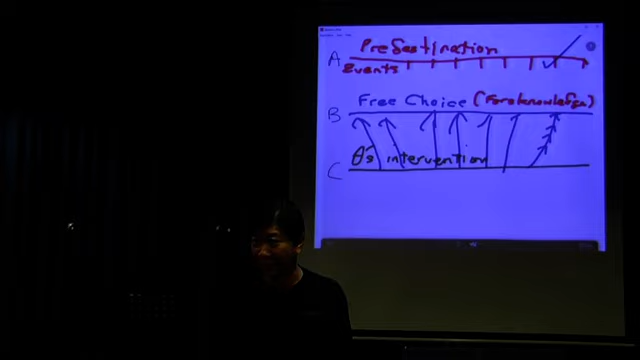 A Predestination
Events
B Free Choice (Foreknowledge)
θ's intervention
C